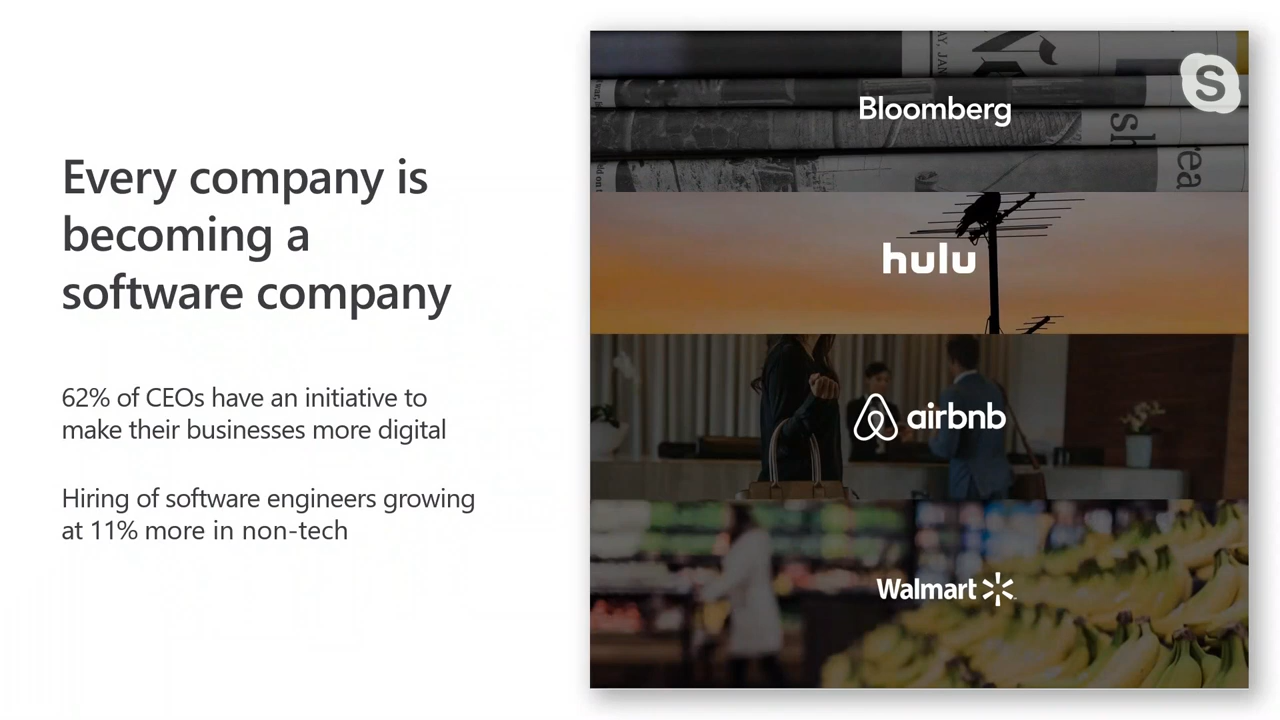 Every company is
becoming a
software company
62% of CEOs have an initiative to
make their businesses more digital
Hiring of software engineers growing
at 11% more in non-tech
S
Bloomberg
hulu
airbnb
Walmart